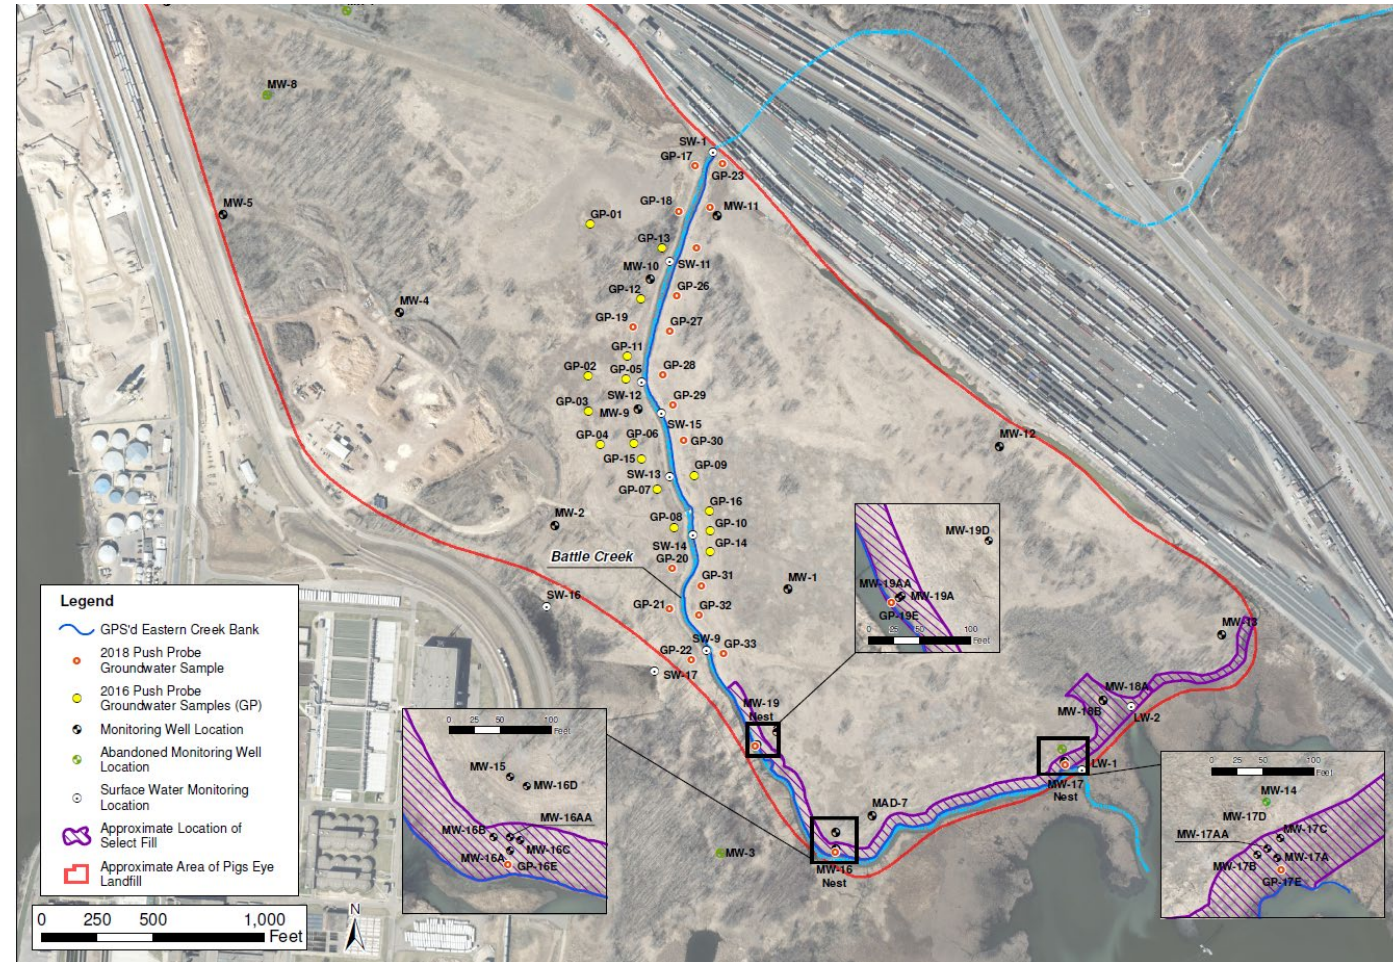 MW-8
SW-1
GP-17
GP-23
MW-5
GP-18
MW-11
GP-01
GP-13
SW-11
MW-10
GP-12
GP-26
MW-4
GP-19
GP-27
GP-11
GP-02
GP-05
GP-28
SW-12
GP-03
MW-9
GP-29
SW-15
GP-04
GP-06
GP-30
MW-12
GP-15
SW-13
GP-09
GP-07
GP-16
MW-2
GP-08
GP-10
SW-14
GP-14
Battle Creek
GP-20
GP-31
MW-1
SW-16
GP-21
GP-32
SW-9
GP-22
GP-33
SW-17
MW-13
MW-19
Nest
MW-18A
MW-18B
LW-2
LW-1
MW-17
Nest
MAD-7
MW-3
MW-16
Nest
MW-19D
MW-19AA
MW-19A
GP-19E
0 25 50 100
Feet
0 25 50 100
Feet
MW-15
MW-16D
MW-16AA
MW-16B
MW-16C
MW-16A
GP-16E
0 25 50 100
Feet
MW-14
MW-17D
MW-17C
MW-17AA
MW-17A
MW-17B
GP-17E
Legend
GPS'd Eastern Creek Bank
2018 Push Probe
Groundwater Sample
2016 Push Probe
Groundwater Samples (GP)
Monitoring Well Location
Abandoned Monitoring Well
Location
Surface Water Monitoring
Location
Approximate Location of
Select Fill
Approximate Area of Pigs Eye
Landfill
0 250 500 1,000
Feet
N